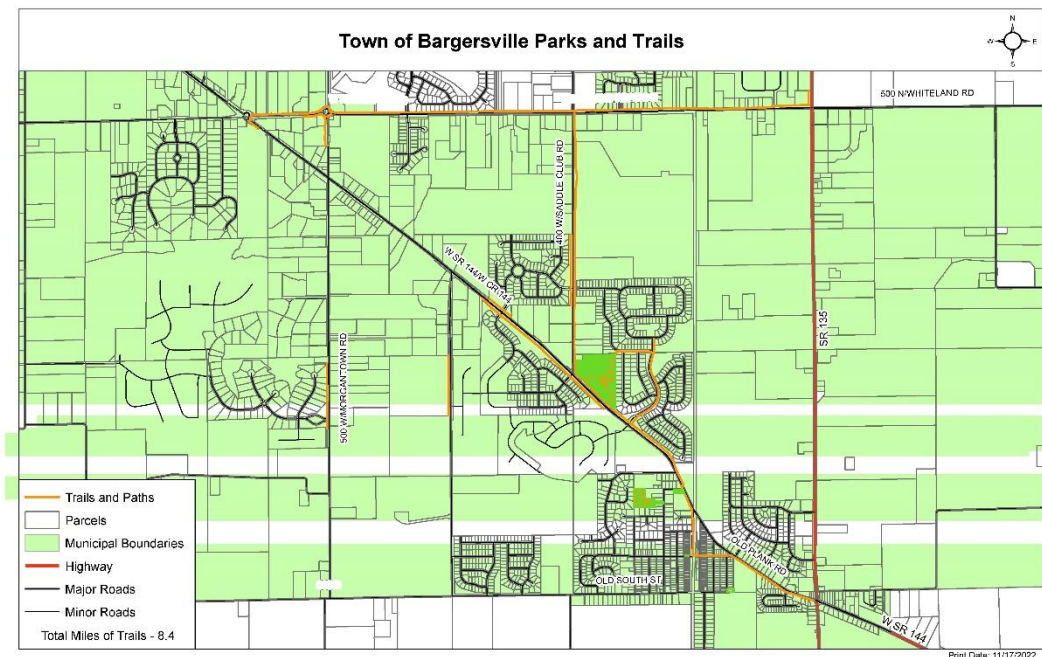 Town of Bargersville Parks and Trails
N
W
E
S
500 N/WHITELAND RD
400 W/SADDLE CLUB RD
W SR 144/W CR 144
SR 135
500 W/MORGANTOWN RD
Trails and Paths
Parcels
Municipal Boundaries
Highway
Major Roads
Minor Roads
Total Miles of Trails - 8.4
OLD PLANK RD
OLD SOUTH ST
W SR 144
Print Date: 11/17/2022